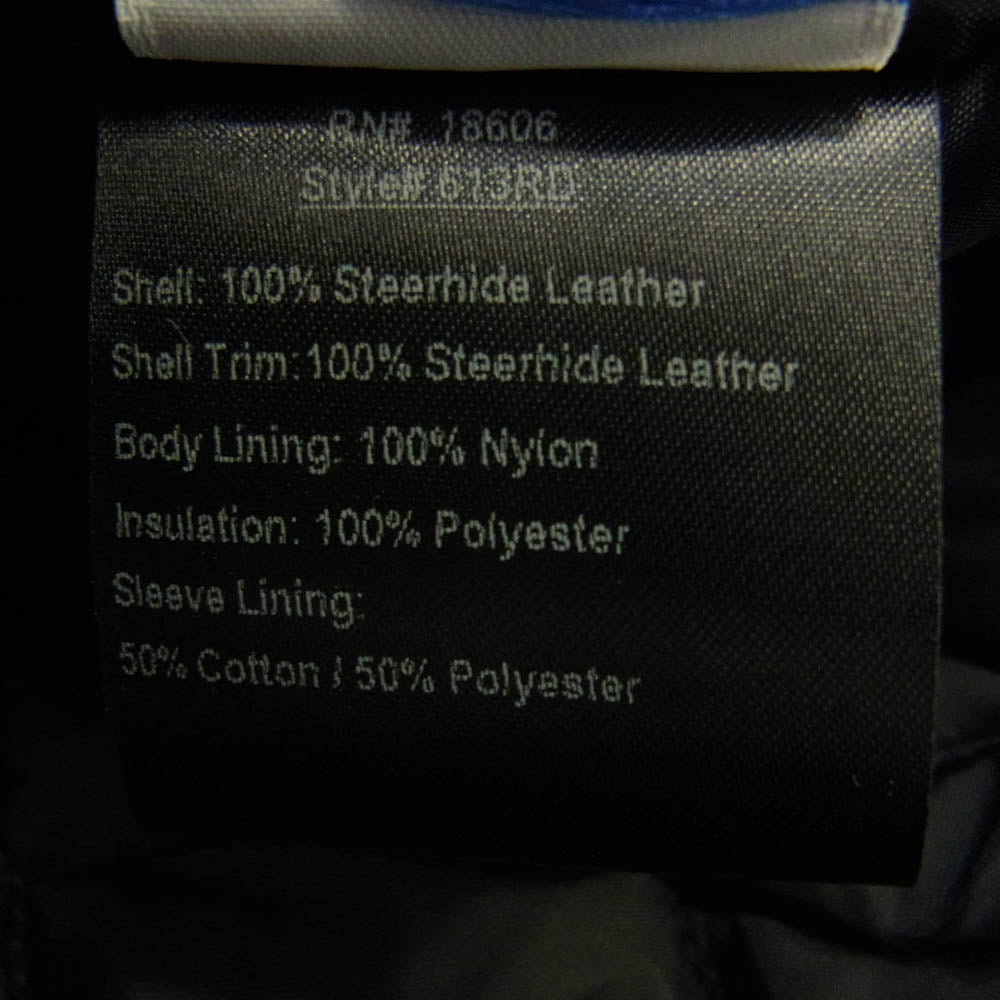 RN# 18606
Style# 613RD
Shell: 100% Steerhide Leather
Shell Trim:100% Steerhide Leather
Body Lining: 100% Nylon
Insulation: 100% Polyester
Sleeve Lining:
50% Cotton / 50% Polyester